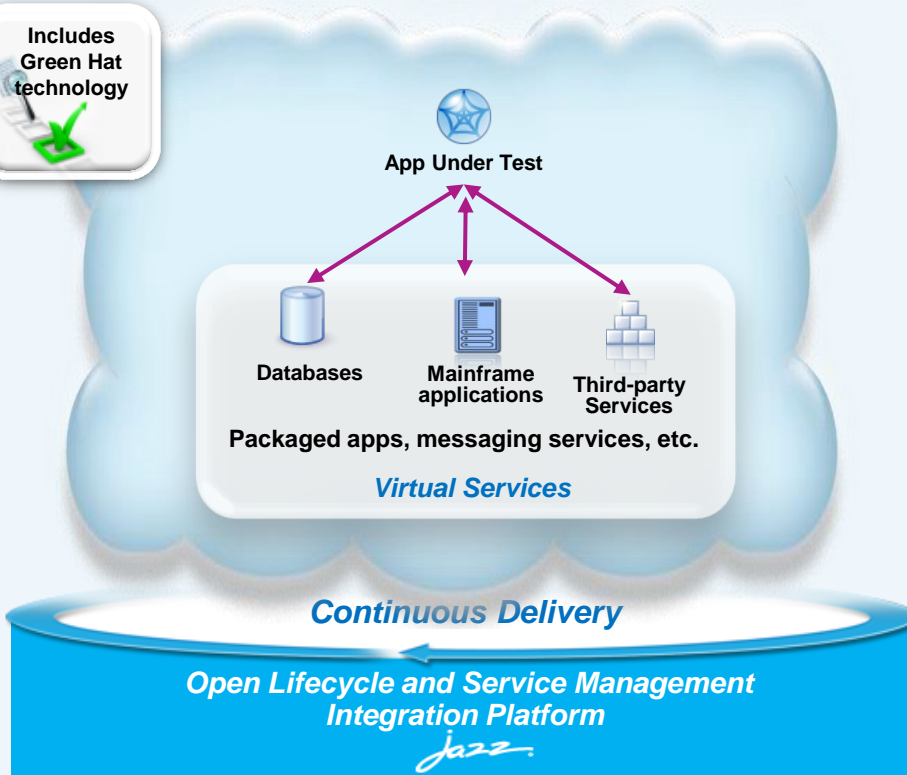 Includes
Green Hat
technology
App Under Test
Databases
Mainframe
applications
Third-party
Services
Packaged apps, messaging services, etc.
Virtual Services
Continuous Delivery
Open Lifecycle and Service Management
Integration Platform
jazz